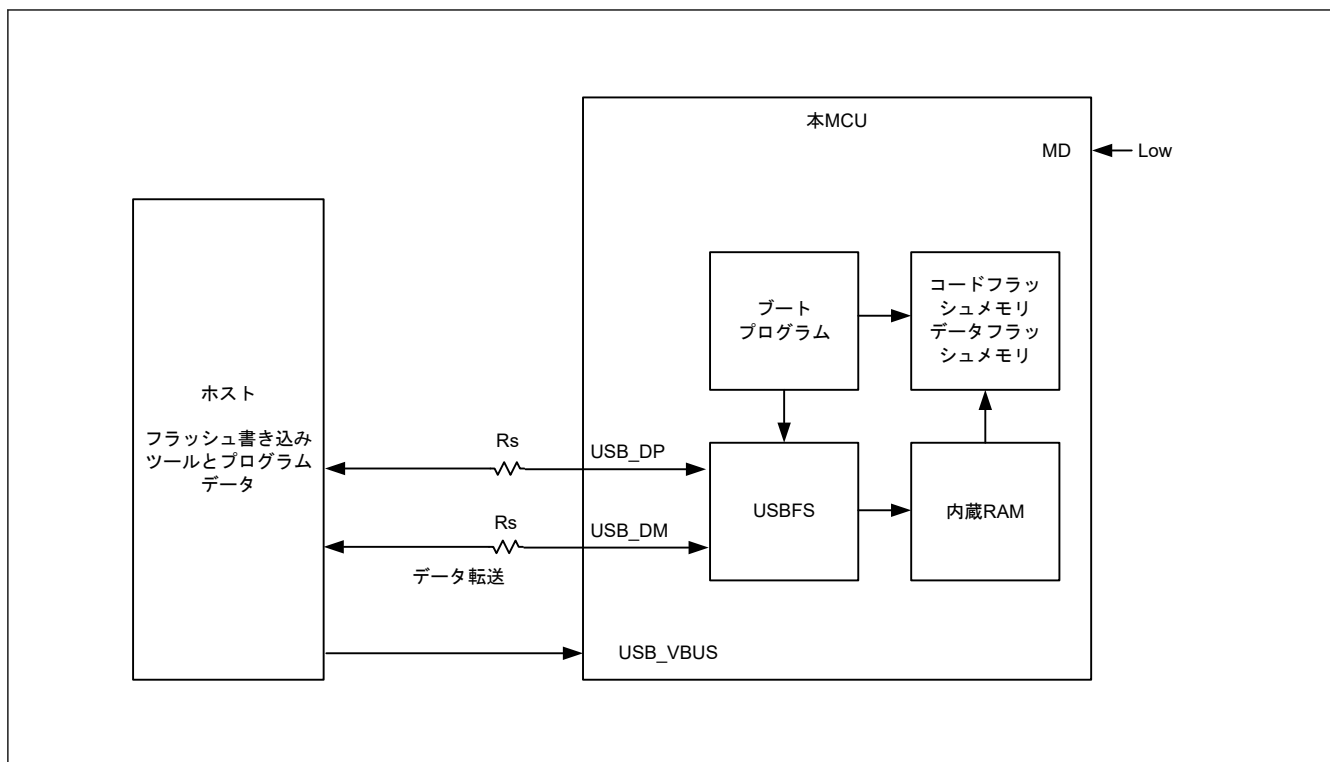 本MCU
MD
Low
ホスト
フラッシュ書き込み
ツールとプログラム
データ
ブート
プログラム
コードフラッ
シュメモリ
データフラッ
シュメモリ
Rs
USB_DP
USBFS
内蔵RAM
Rs
USB_DM
データ転送
USB_VBUS